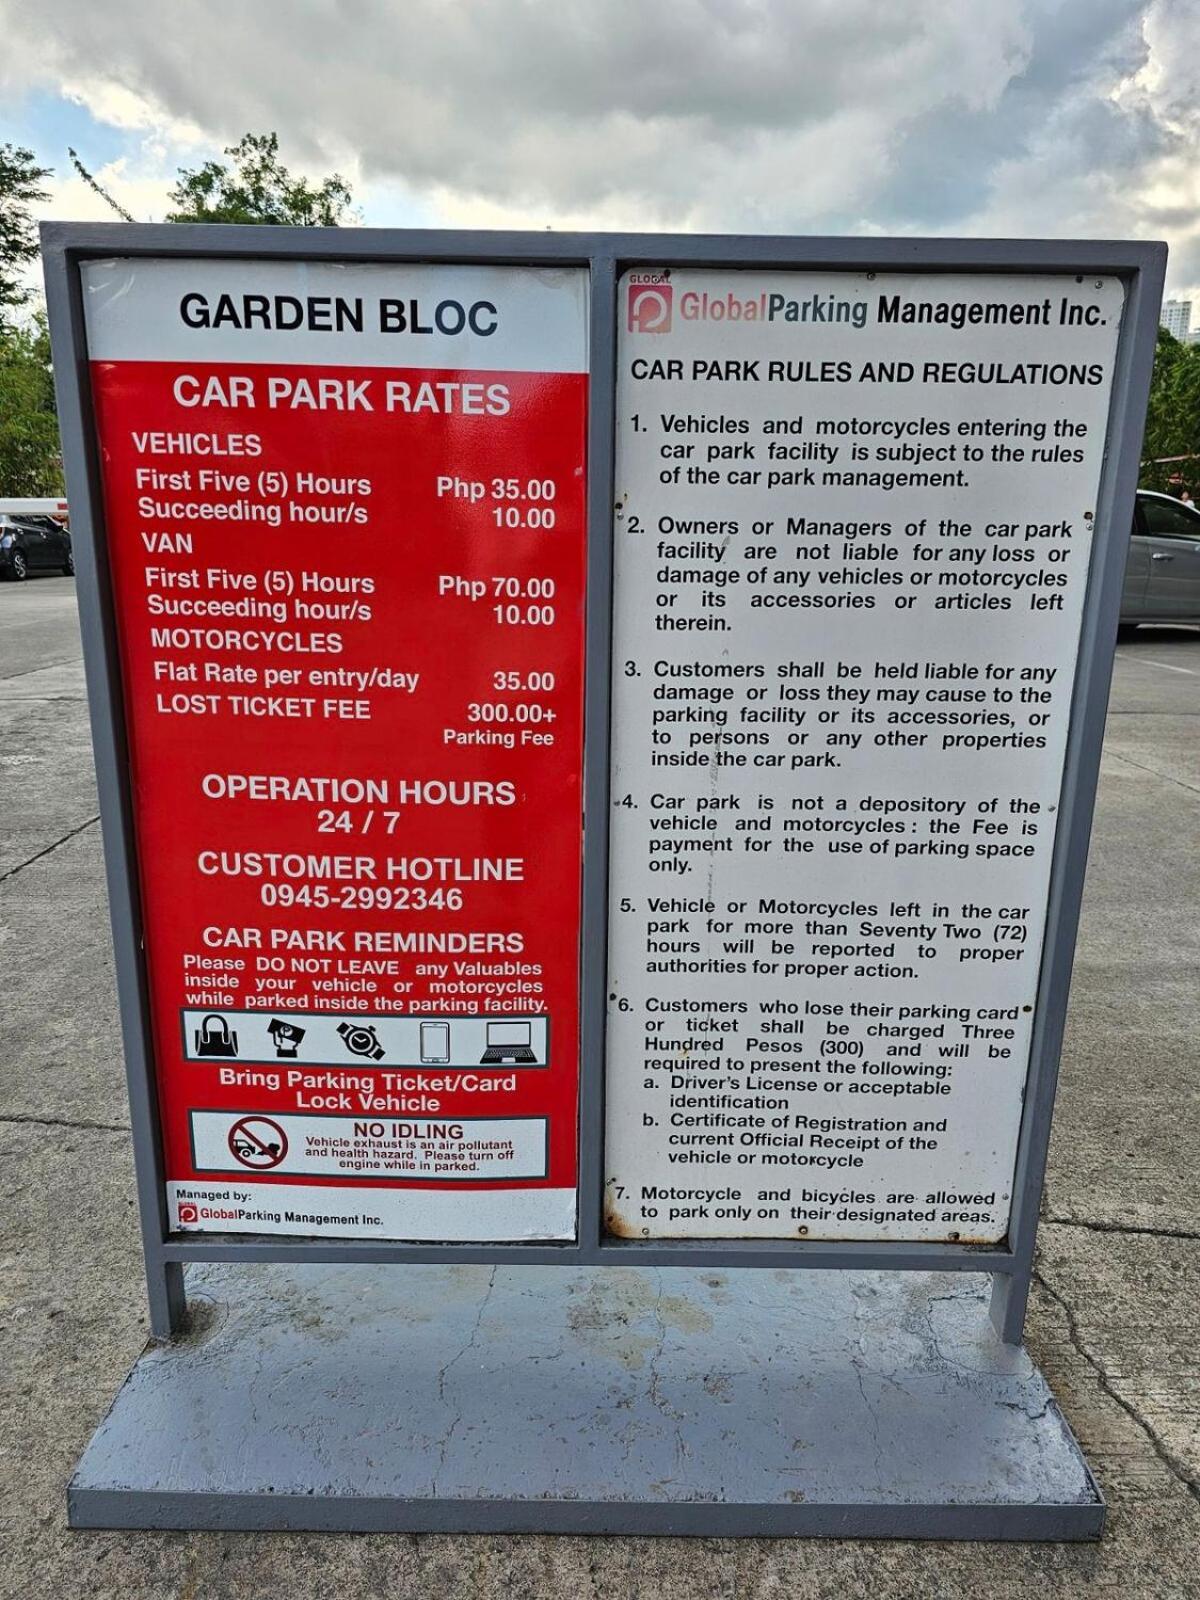 GARDEN BLOC
CAR PARK RATES
VEHICLES
First Five (5) Hours Php 35.00
Succeeding hour/s 10.00
VAN
First Five (5) Hours Php 70.00
Succeeding hour/s 10.00
MOTORCYCLES
Flat Rate per entry/day 35.00
LOST TICKET FEE 300.00+
Parking Fee
OPERATION HOURS
24 / 7
CUSTOMER HOTLINE
0945-2992346
CAR PARK REMINDERS
Please DO NOT LEAVE any Valuables
inside your vehicle or motorcycles
while parked inside the parking facility.
Bring Parking Ticket/Card
Lock Vehicle
NO IDLING
Vehicle exhaust is an air pollutant
and health hazard. Please turn off
engine while in parked.
Managed by:
GLOBAL
GlobalParking Management Inc.
GLOBAL
GlobalParking Management Inc.
CAR PARK RULES AND REGULATIONS
1. Vehicles and motorcycles entering the
car park facility is subject to the rules
of the car park management.
2. Owners or Managers of the car park
facility are not liable for any loss or
damage of any vehicles or motorcycles
or its accessories or articles left
therein.
3. Customers shall be held liable for any
damage or loss they may cause to the
parking facility or its accessories, or
to persons or any other properties
inside the car park.
4. Car park is not a depository of the
vehicle and motorcycles : the Fee is
payment for the use of parking space
only.
5. Vehicle or Motorcycles left in the car
park for more than Seventy Two (72)
hours will be reported to proper
authorities for proper action.
6. Customers who lose their parking card
or ticket shall be charged Three
Hundred Pesos (300) and will be
required to present the following:
a. Driver's License or acceptable
identification
b. Certificate of Registration and
current Official Receipt of the
vehicle or motorcycle
7. Motorcycle and bicycles are allowed
to park only on their designated areas.